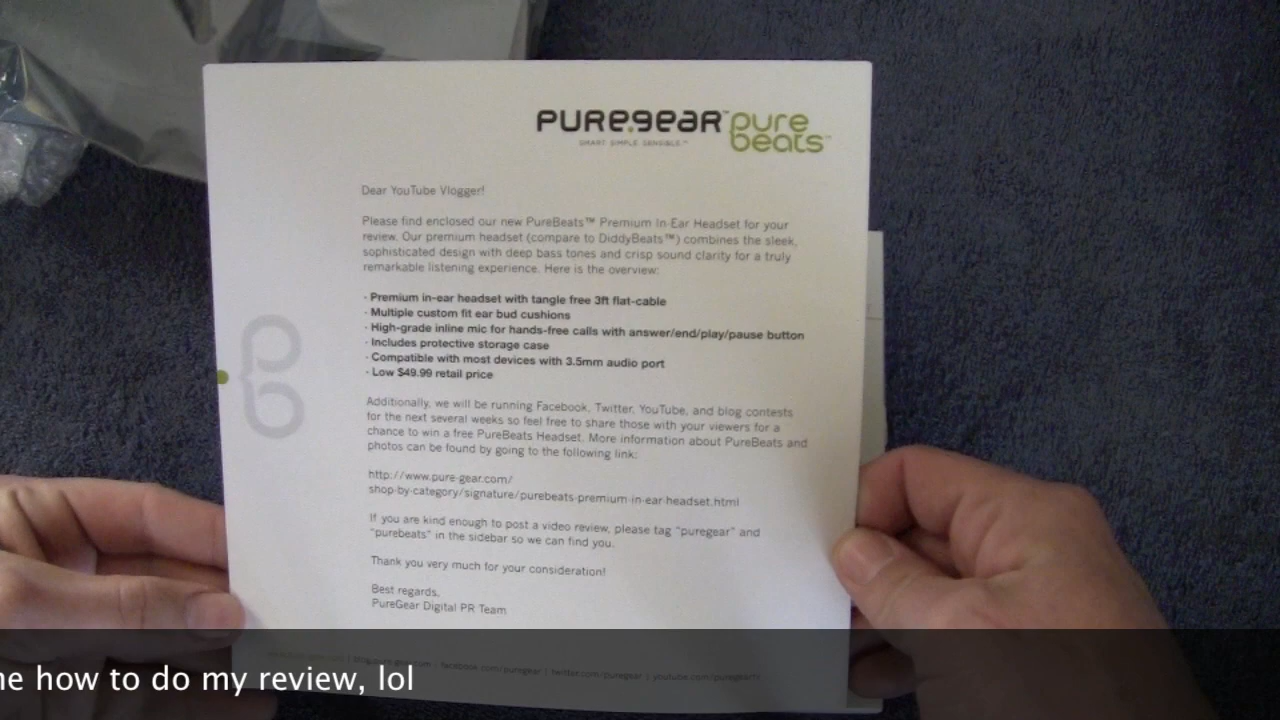 PURE.gear™ pure
SMART. SIMPLE. SENSIBLE.™ beats™
Dear YouTube Vlogger!
Please find enclosed our new PureBeats™ Premium In-Ear Headset for your
review. Our premium headset (compare to DiddyBeats™) combines the sleek,
sophisticated design with deep bass tones and crisp sound clarity for a truly
remarkable listening experience. Here is the overview:
· Premium in-ear headset with tangle free 3ft flat-cable
· Multiple custom fit ear bud cushions
· High-grade inline mic for hands-free calls with answer/end/play/pause button
· Includes protective storage case
· Compatible with most devices with 3.5mm audio port
· Low $49.99 retail price
Additionally, we will be running Facebook, Twitter, YouTube, and blog contests
for the next several weeks so feel free to share those with your viewers for a
chance to win a free PureBeats Headset. More information about PureBeats and
photos can be found by going to the following link:
http://www.pure-gear.com/
shop-by-category/signature/purebeats-premium-in-ear-headset.html
If you are kind enough to post a video review, please tag "puregear" and
"purebeats" in the sidebar so we can find you.
Thank you very much for your consideration!
Best regards,
PureGear Digital PR Team
| blog.pure-gear.com | facebook.com/puregear | twitter.com/puregear |
he how to do my review, lol